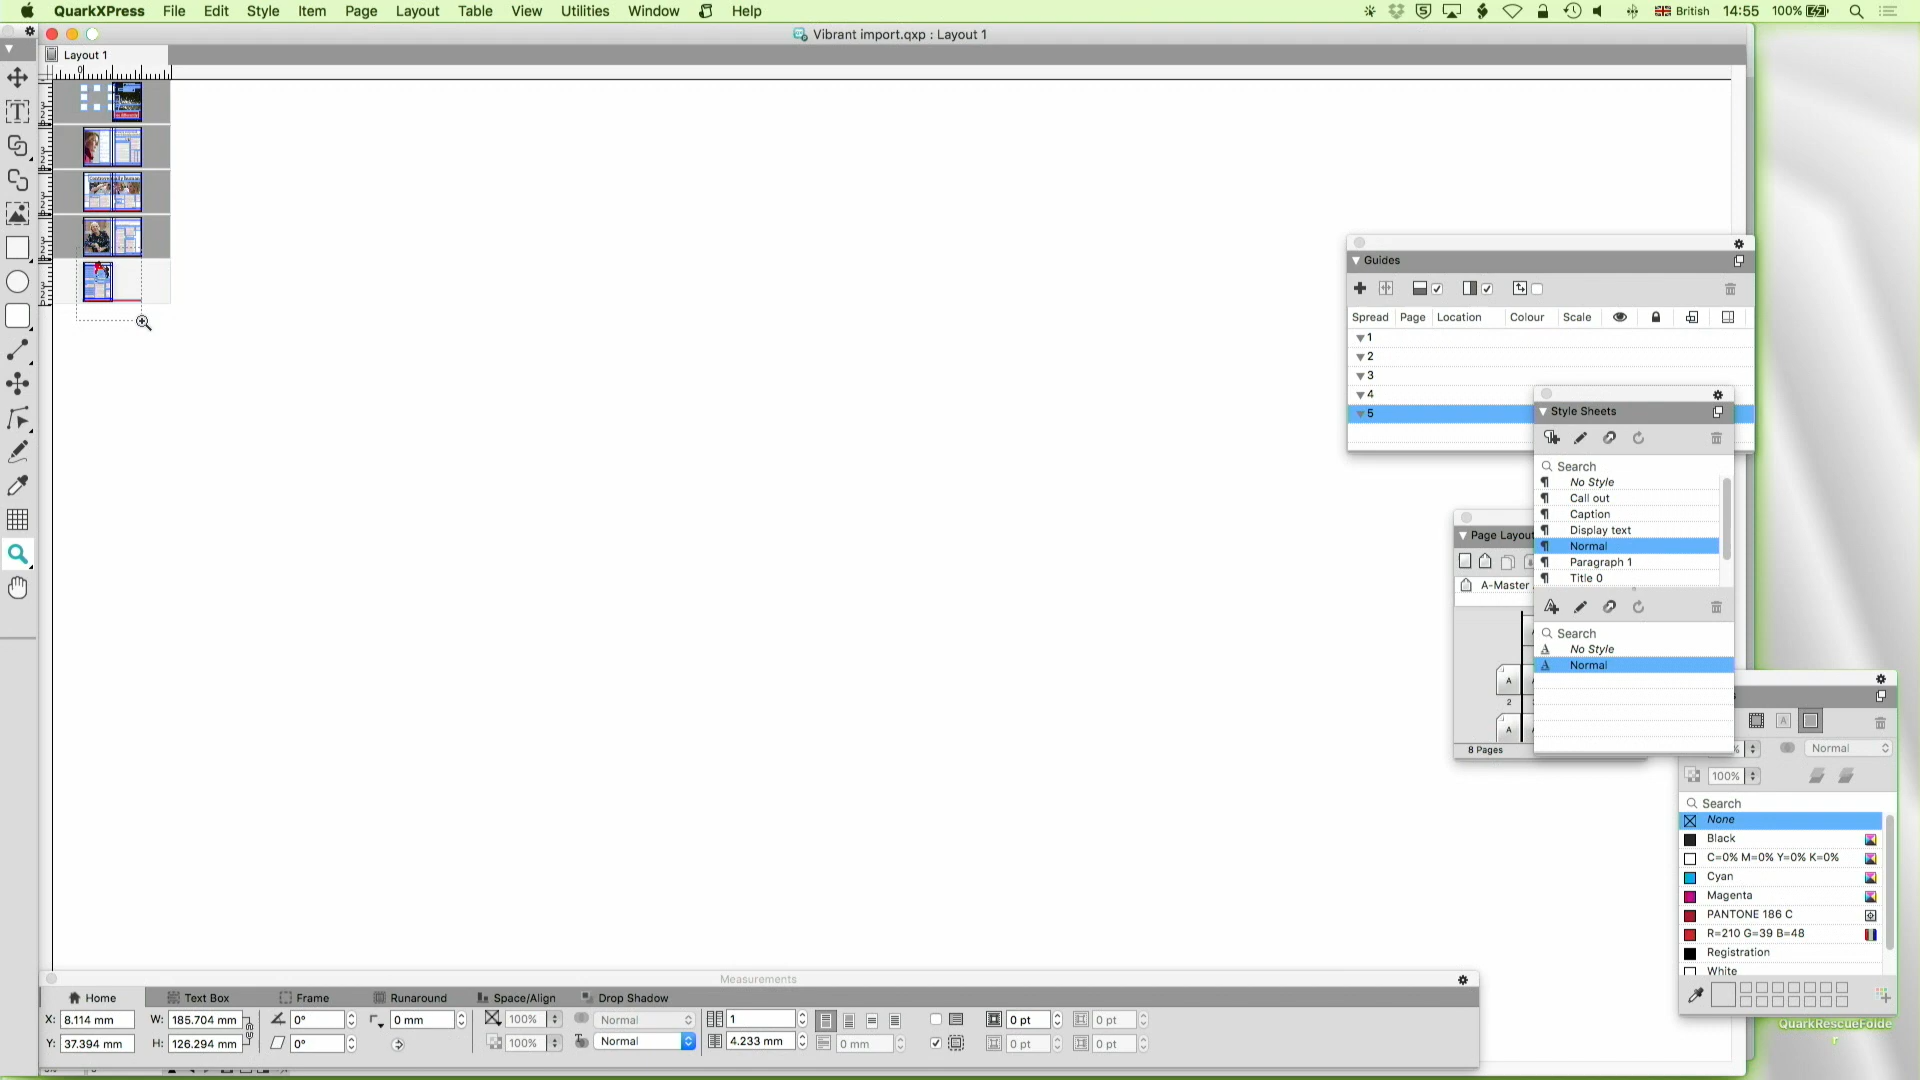 QuarkXPress File Edit Style Item Page Layout Table View Utilities Window Help
British 14:55 100%
Vibrant import.qxp : Layout 1
Layout 1
0
Guides
Spread Page Location Colour Scale
1
2
3
4
5
Style Sheets
Search
No Style
Call out
Caption
Display text
Normal
Paragraph 1
Title 0
Search
No Style
Normal
Page Layou
A-Master
A
2
A
8 Pages
Normal
100%
Search
None
Black
C=0% M=0% Y=0% K=0%
Cyan
Magenta
PANTONE 186 C
R=210 G=39 B=48
Registration
White
QuarkRescueFolde
r
Measurements
Home Text Box Frame Runaround Space/Align Drop Shadow
X: 8.114 mm W: 185.704 mm 0° 0 mm 100% Normal 1 0 pt 0 pt
Y: 37.394 mm H: 126.294 mm 0° 100% Normal 4.233 mm 0 mm 0 pt 0 pt